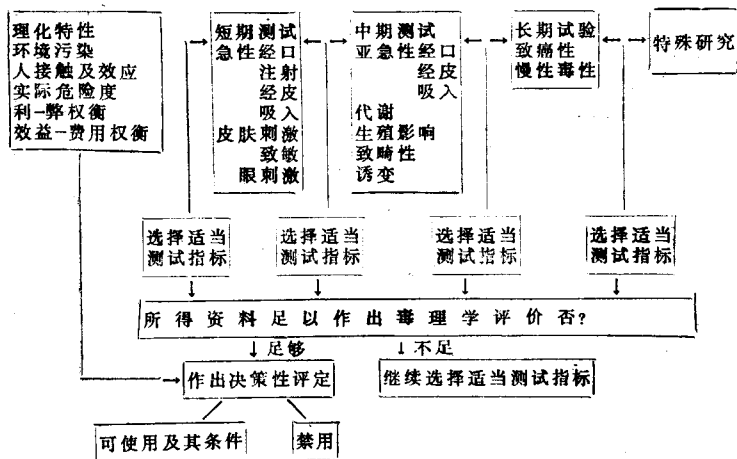 理化特性
环境污染
人接触及效应
实际危险度
利-弊权衡
效益-费用权衡
短期测试
急性经口
注射
经皮
吸入
皮肤刺激
致敏
眼刺激
中期测试
亚急性经口
经皮
吸入
代谢
生殖影响
致畸性
诱变
长期试验
致癌性
慢性毒性
特殊研究
选择适当
测试指标
选择适当
测试指标
选择适当
测试指标
选择适当
测试指标
所得资料足以作出毒理学评价否?
足够
不足
作出决策性评定
继续选择适当测试指标
可使用及其条件
禁用